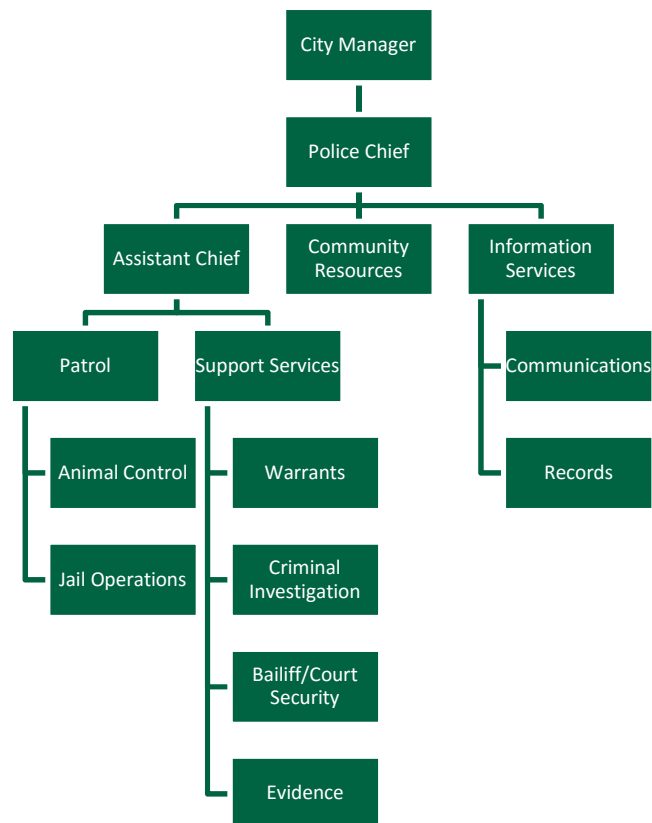 City Manager
Police Chief
Assistant Chief
Community
Resources
Information
Services
Patrol
Support Services
Communications
Animal Control
Warrants
Records
Jail Operations
Criminal
Investigation
Bailiff/Court
Security
Evidence